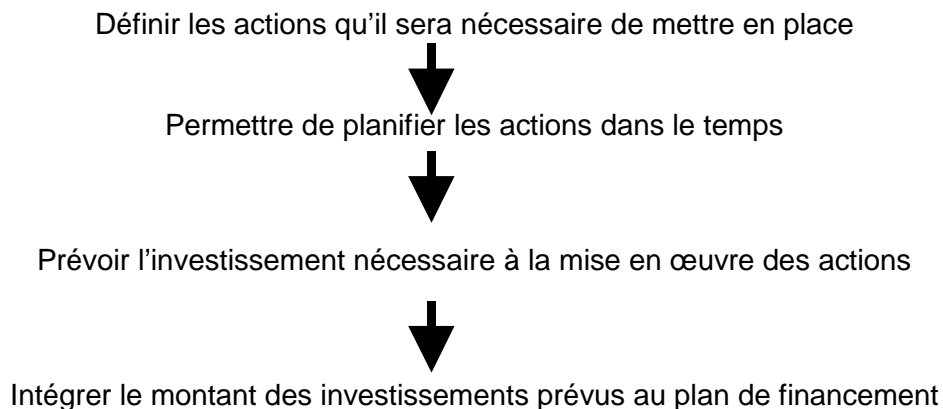 Définir les actions qu'il sera nécessaire de mettre en place
Permettre de planifier les actions dans le temps
Prévoir l'investissement nécessaire à la mise en œuvre des actions
Intégrer le montant des investissements prévus au plan de financement